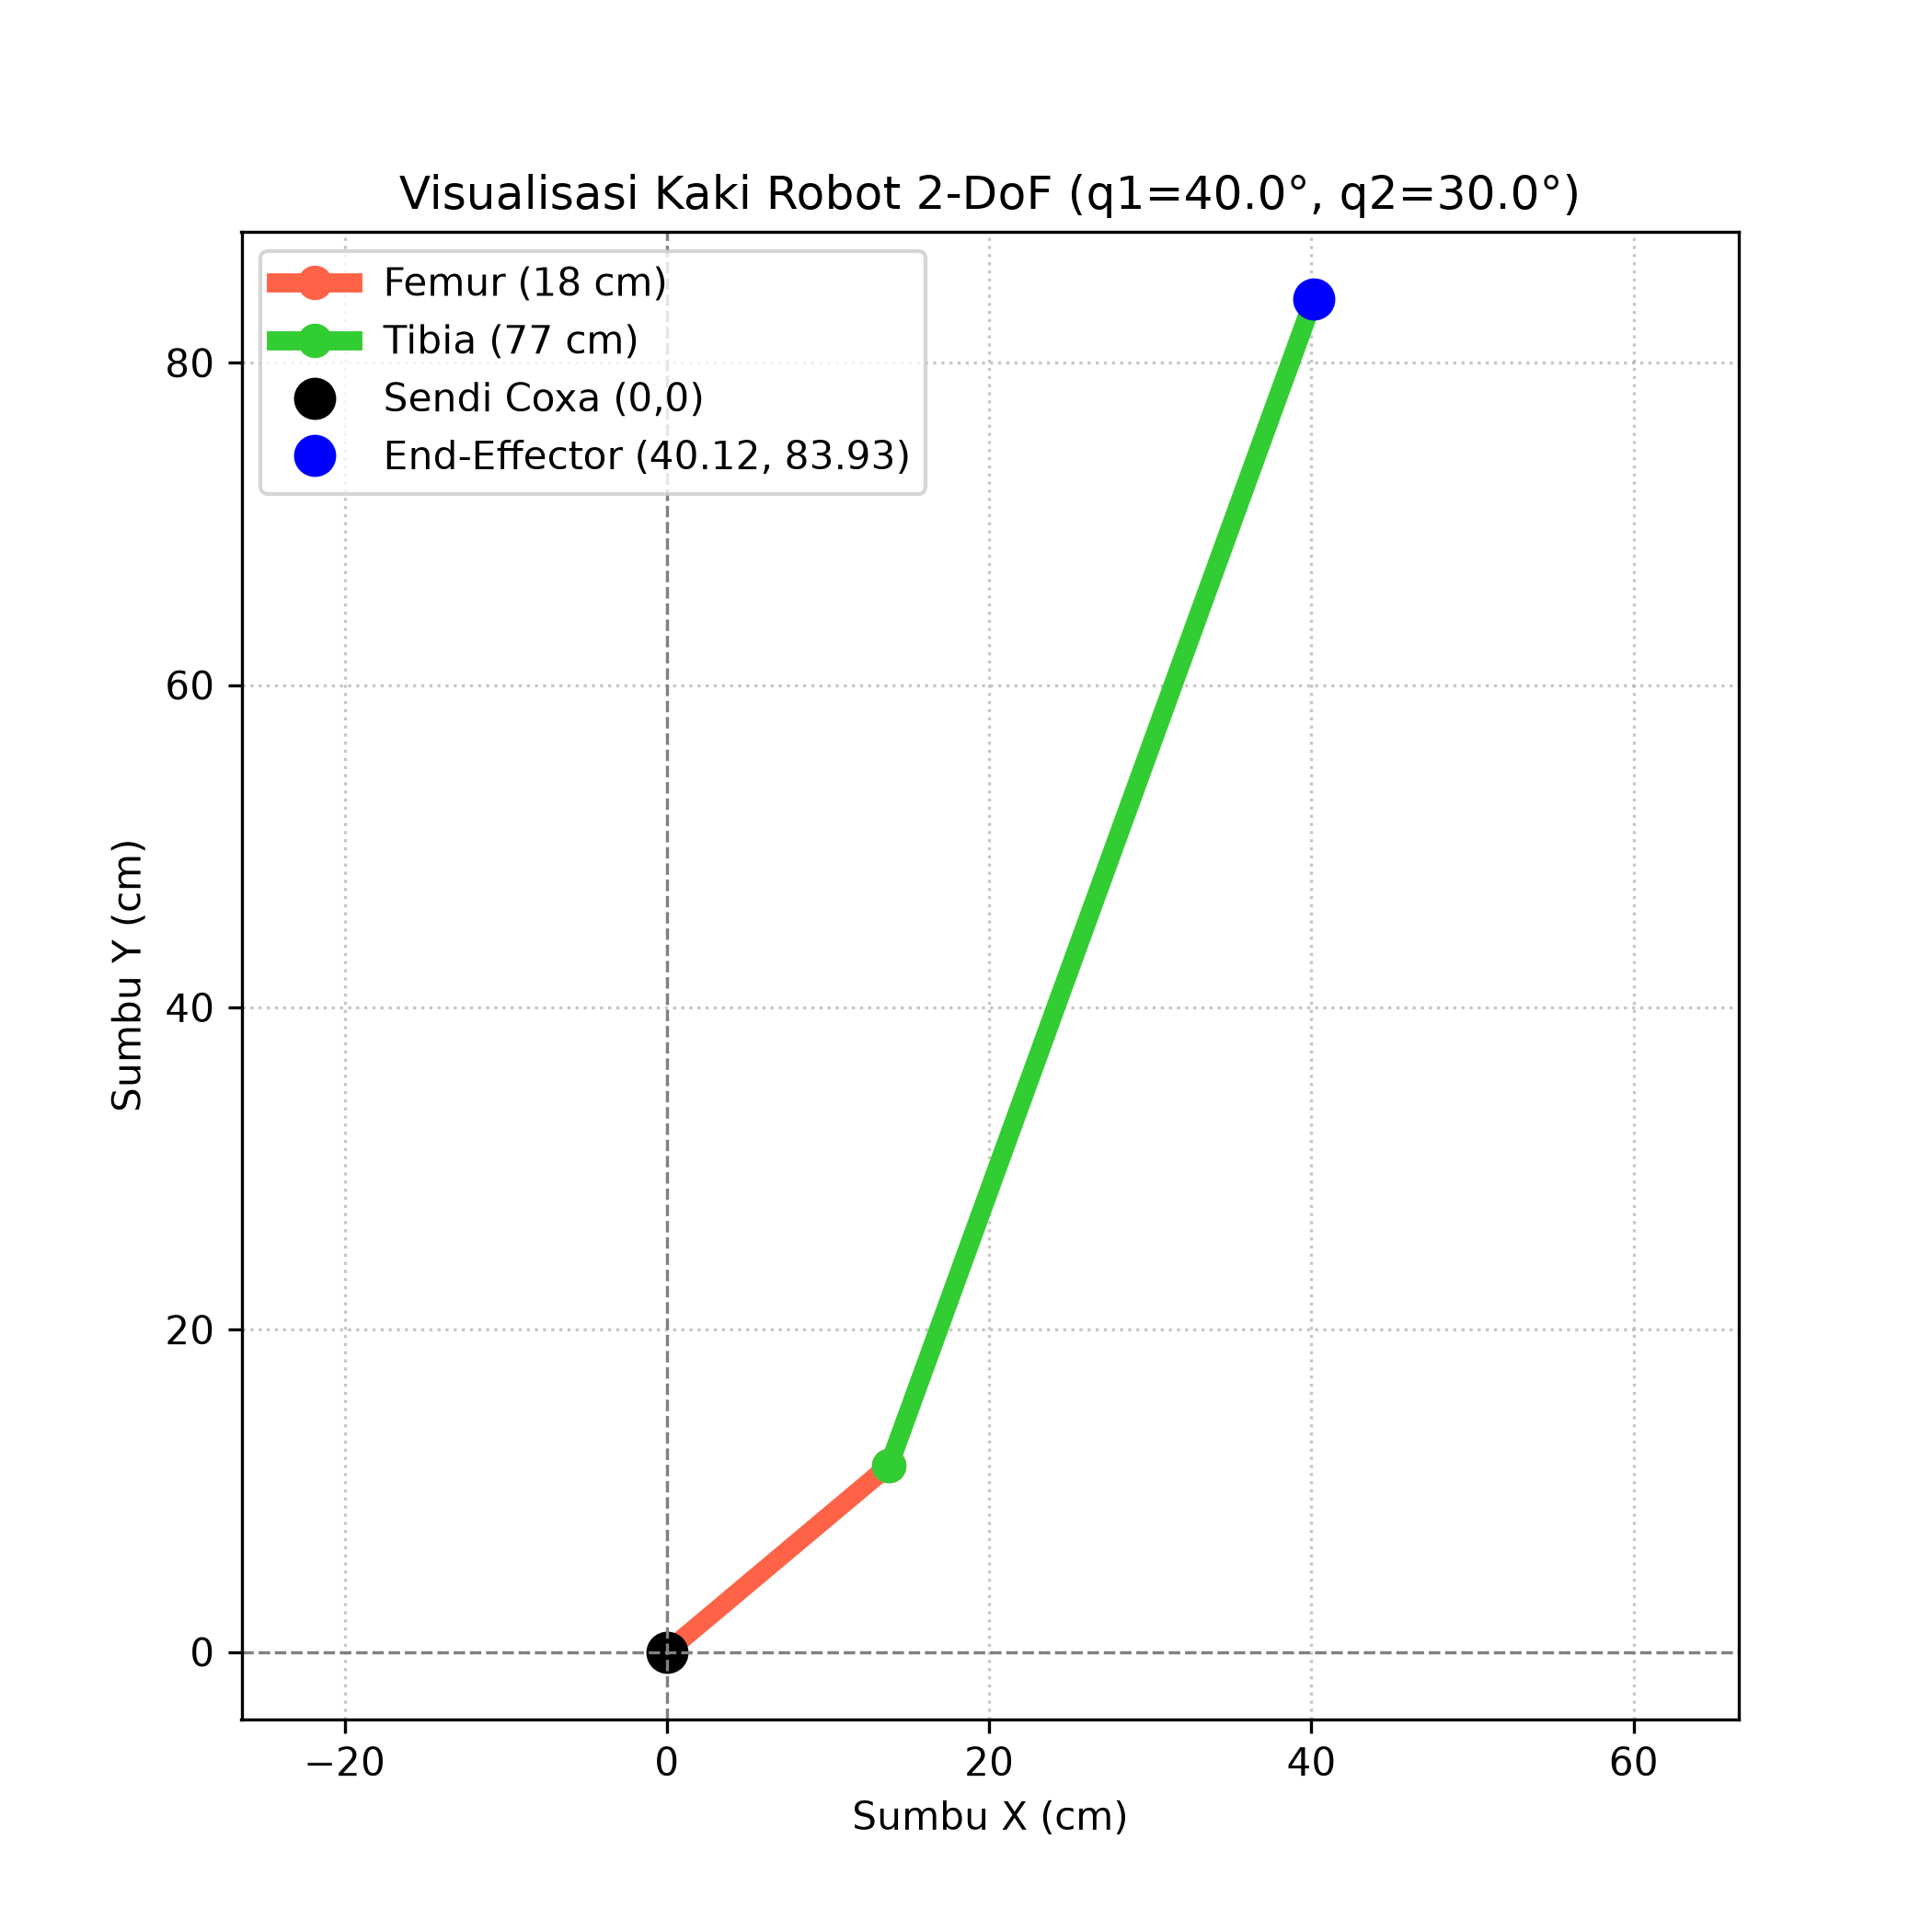 Visualisasi Kaki Robot 2-DoF (q1=40.0°, q2=30.0°)
Femur (18 cm)
Tibia (77 cm)
Sendi Coxa (0,0)
End-Effector (40.12, 83.93)
80
60
40
20
0
Sumbu Y (cm)
−20
0
20
40
60
Sumbu X (cm)